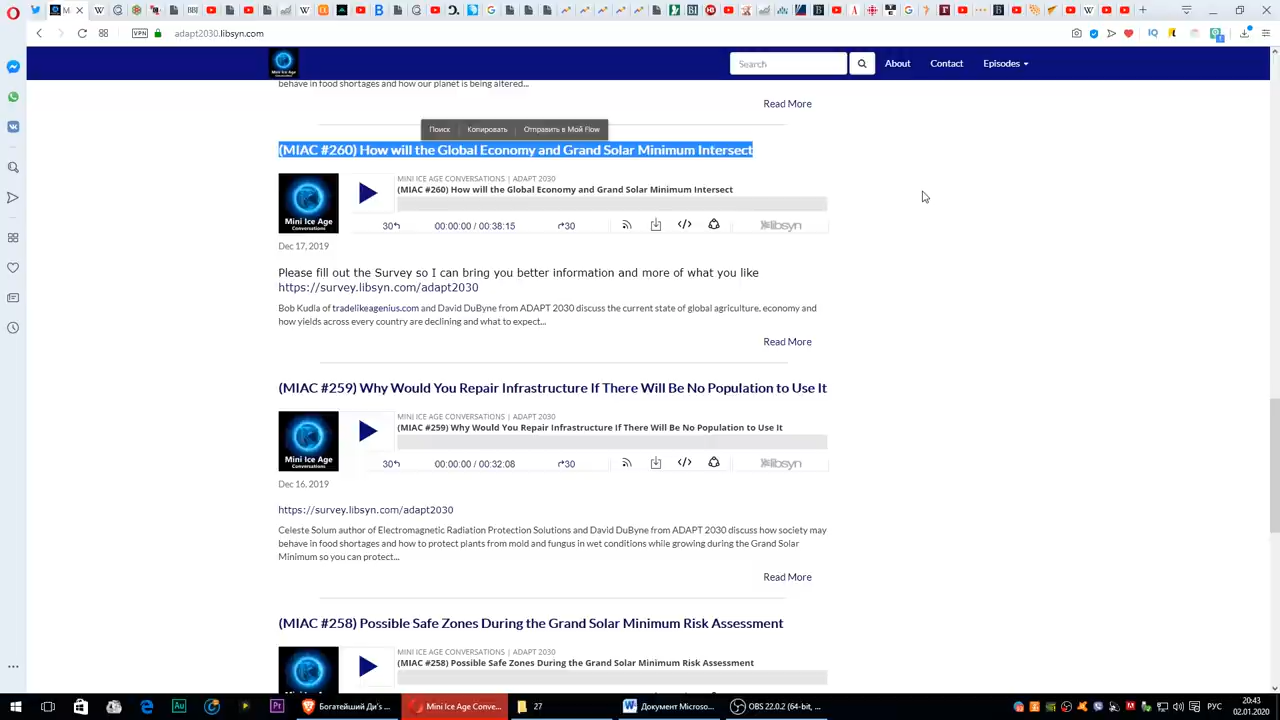 VPN
adapt2030.libsyn.com
Search
About
Contact
Episodes
behave in food shortages and how our planet is being altered...
Read More
Поиск
Копировать
Отправить в Мой Flow
(MIAC #260) How will the Global Economy and Grand Solar Minimum Intersect
MINI ICE AGE CONVERSATIONS | ADAPT 2030
(MIAC #260) How will the Global Economy and Grand Solar Minimum Intersect
Mini Ice Age
Conversations
30
00:00:00 / 00:38:15
30
libsyn
Dec 17, 2019
Please fill out the Survey so I can bring you better information and more of what you like
https://survey.libsyn.com/adapt2030
Bob Kudla of tradelikeagenius.com and David DuByne from ADAPT 2030 discuss the current state of global agriculture, economy and
how yields across every country are declining and what to expect...
Read More
(MIAC #259) Why Would You Repair Infrastructure If There Will Be No Population to Use It
MINI ICE AGE CONVERSATIONS | ADAPT 2030
(MIAC #259) Why Would You Repair Infrastructure If There Will Be No Population to Use It
Mini Ice Age
Conversations
30
00:00:00 / 00:32:08
30
libsyn
Dec 16, 2019
https://survey.libsyn.com/adapt2030
Celeste Solum author of Electromagnetic Radiation Protection Solutions and David DuByne from ADAPT 2030 discuss how society may
behave in food shortages and how to protect plants from mold and fungus in wet conditions while growing during the Grand Solar
Minimum so you can protect...
Read More
(MIAC #258) Possible Safe Zones During the Grand Solar Minimum Risk Assessment
MINI ICE AGE CONVERSATIONS | ADAPT 2030
(MIAC #258) Possible Safe Zones During the Grand Solar Minimum Risk Assessment
Mini Ice Age
Богатейший Ди's ...
Mini Ice Age Conve...
27
Документ Microso...
OBS 22.0.2 (64-bit, ...
РУС
20:43
02.01.2020